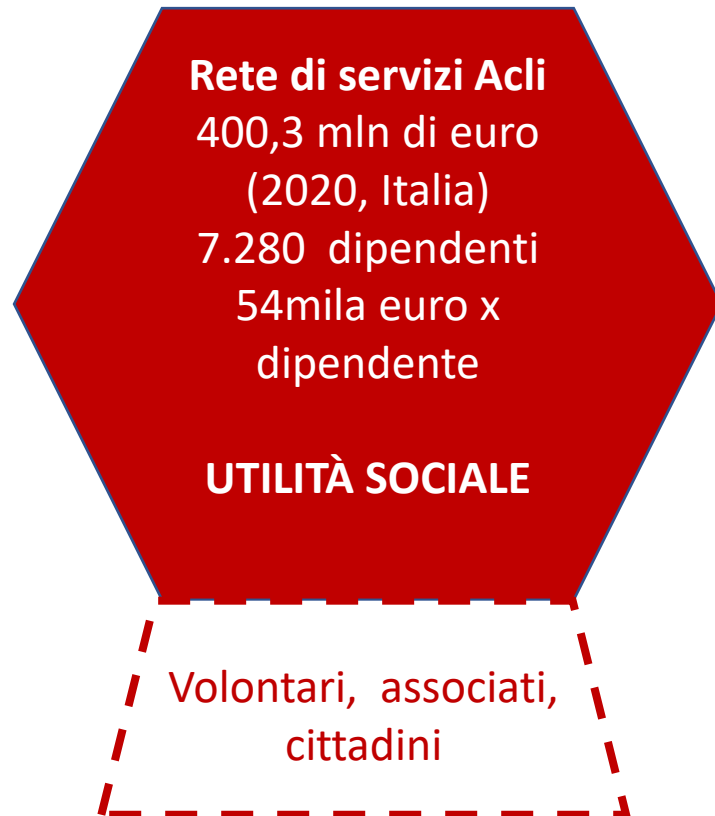 Rete di servizi Acli
400,3 mln di euro
(2020, Italia)
7.280 dipendenti
54mila euro x
dipendente
UTILITÀ SOCIALE
Volontari, associati,
cittadini